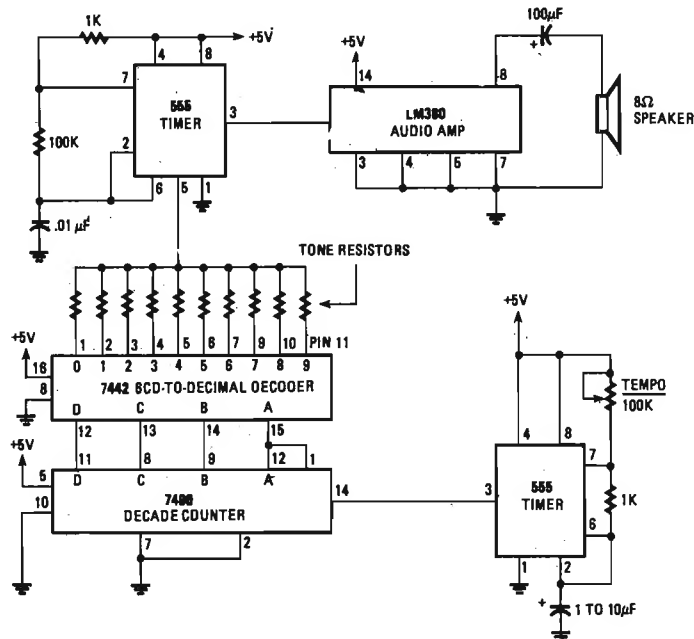 1K
+5V
100µF
+
+5V
4
8
7
555
TIMER
3
100K
2
6
5
1
.01 µF
14
8
LM380
AUDIO AMP
3
4
5
7
8Ω
SPEAKER
TONE RESISTORS
1
2
3
4
5
6
7
9
10
PIN 11
+5V
16
8
0
1
2
3
4
5
6
7
8
9
7442 BCD-TO-DECIMAL DECODER
D
C
B
A
12
13
14
15
+5V
11
8
9
12
1
5
10
D
C
B
A
7490
DECADE COUNTER
14
7
2
+5V
TEMPO
100K
4
8
7
3
555
TIMER
1K
6
1
2
+
1 TO 10µF